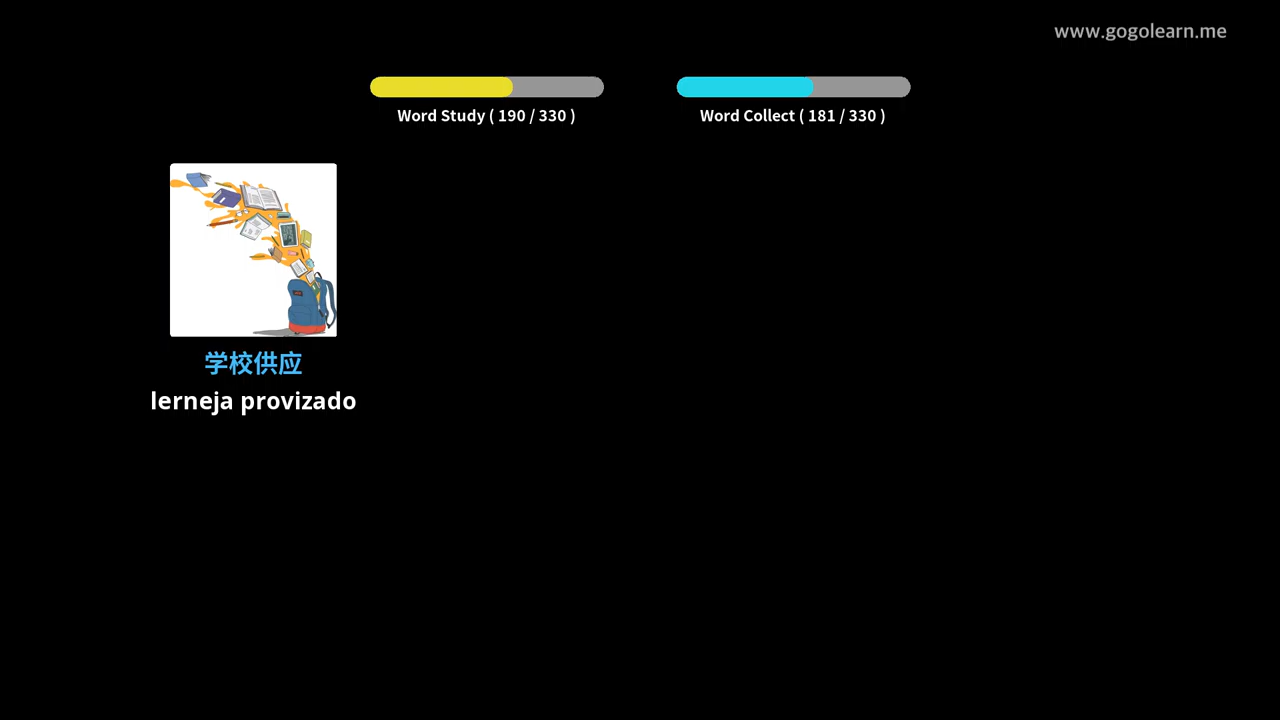 www.gogolearn.me
Word Study ( 190 / 330 )
Word Collect ( 181 / 330 )
学校供应
lerneja provizado